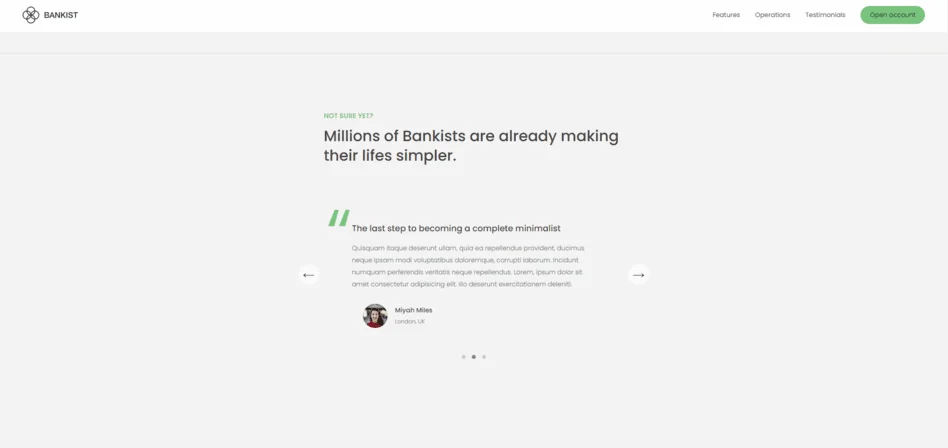 BANKIST
Features
Operations
Testimonials
Open account
NOT SURE YET?
Millions of Bankists are already making
their lifes simpler.
“
The last step to becoming a complete minimalist
Quisquam itaque deserunt ullam, quia ea repellendus provident, ducimus
neque ipsam modi voluptatibus doloremque, corrupti laborum. Incidunt
numquam perferendis veritatis neque repellendus. Lorem, ipsum dolor sit
amet consectetur adipisicing elit. Illo deserunt exercitationem deleniti.
←
→
Miyah Miles
London, UK